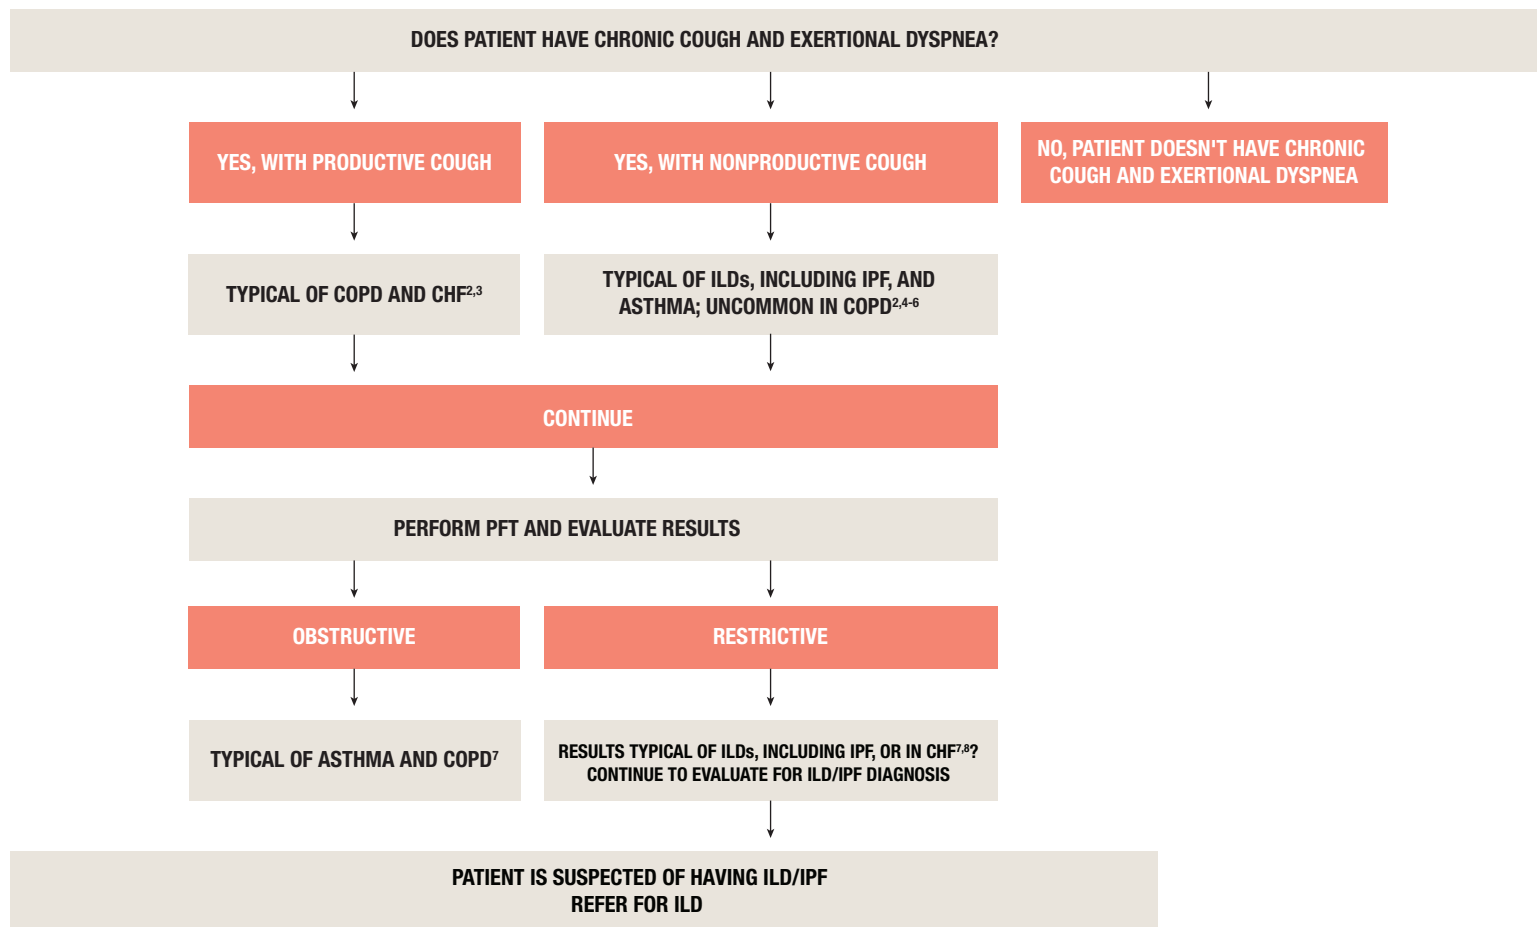 DOES PATIENT HAVE CHRONIC COUGH AND EXERTIONAL DYSPNEA?
YES, WITH PRODUCTIVE COUGH
YES, WITH NONPRODUCTIVE COUGH
NO, PATIENT DOESN'T HAVE CHRONIC
COUGH AND EXERTIONAL DYSPNEA
TYPICAL OF COPD AND CHF2,3
TYPICAL OF ILDs, INCLUDING IPF, AND
ASTHMA; UNCOMMON IN COPD2,4-6
CONTINUE
PERFORM PFT AND EVALUATE RESULTS
OBSTRUCTIVE
RESTRICTIVE
TYPICAL OF ASTHMA AND COPD7
RESULTS TYPICAL OF ILDs, INCLUDING IPF, OR IN CHF7,8?
CONTINUE TO EVALUATE FOR ILD/IPF DIAGNOSIS
PATIENT IS SUSPECTED OF HAVING ILD/IPF
REFER FOR ILD